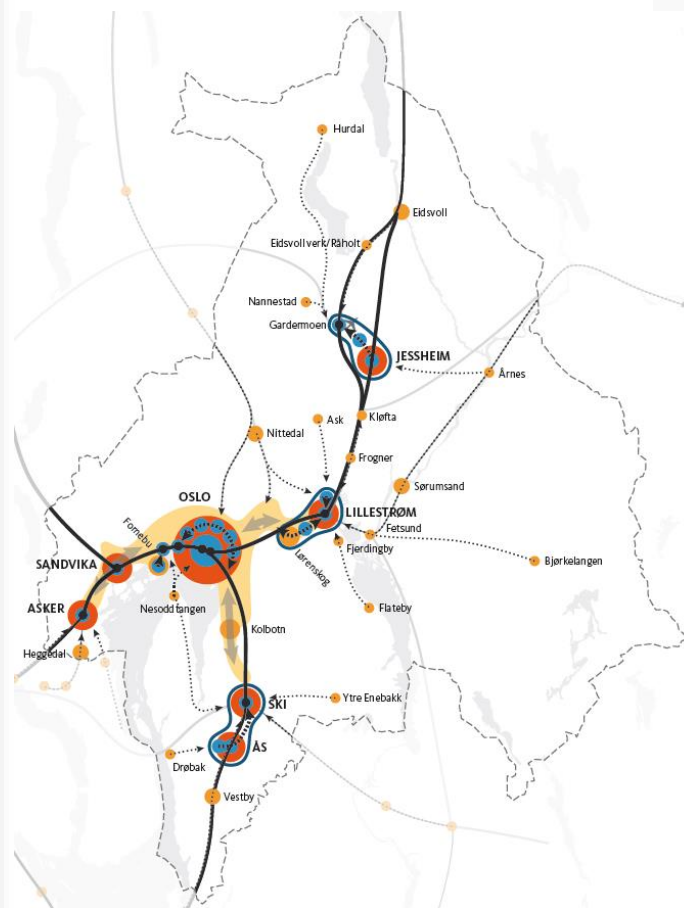 Hurdal
Eidsvoll
Eidsvoll verk/Råholt
Nannestad
Gardermoen
JESSHEIM
Årnes
Ask
Kløfta
Nittedal
Frogner
Sørumsand
OSLO
LILLESTRØM
Fornebu
Fetsund
Fjerdingby
Lørenskog
SANDVIKA
Bjørkelangen
ASKER
Nesoddtangen
Flateby
Kolbotn
Heggedal
Ytre Enebakk
SKI
ÅS
Drøbak
Vestby